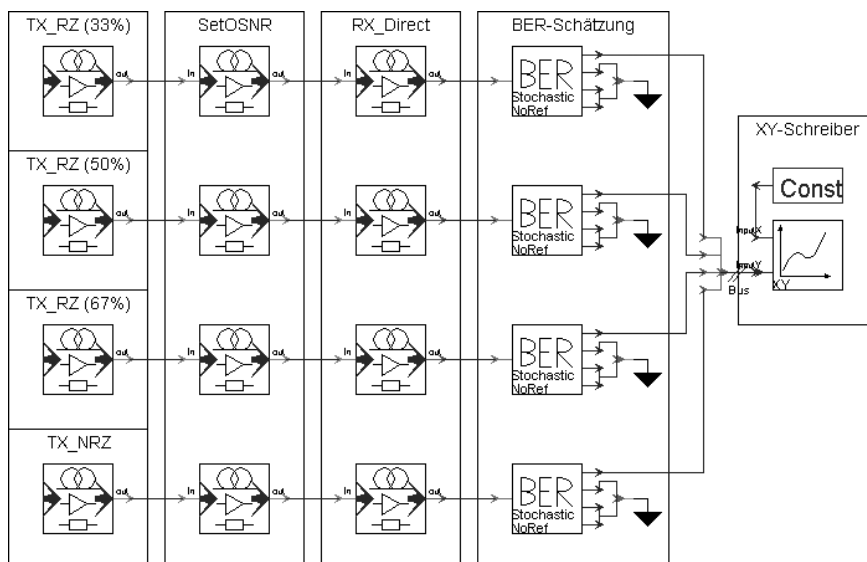 TX_RZ (33%) SetOSNR RX_Direct BER-Schätzung
out In out In out BER
Stochastic
NoRef
XY-Schreiber
TX_RZ (50%)
out In out In out BER
Stochastic
NoRef
Const
InputX
InputY
XY
Bus
TX_RZ (67%)
out In out In out BER
Stochastic
NoRef
TX_NRZ
out In out In out BER
Stochastic
NoRef